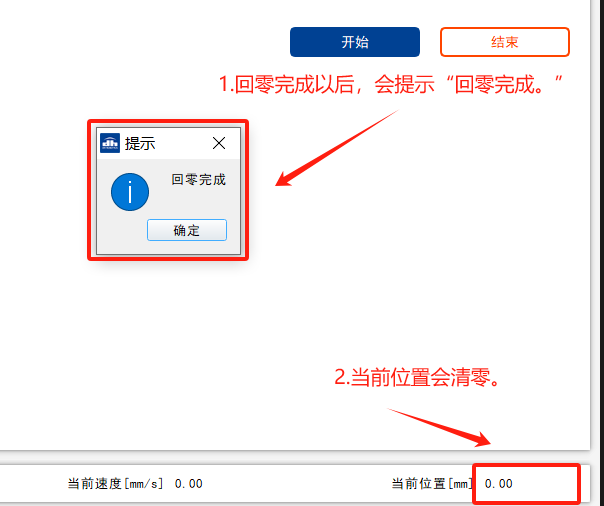 开始
结束
1.回零完成以后，会提示“回零完成。”
提示
回零完成
确定
2.当前位置会清零。
当前速度[mm/s] 0.00
当前位置[mm] 0.00